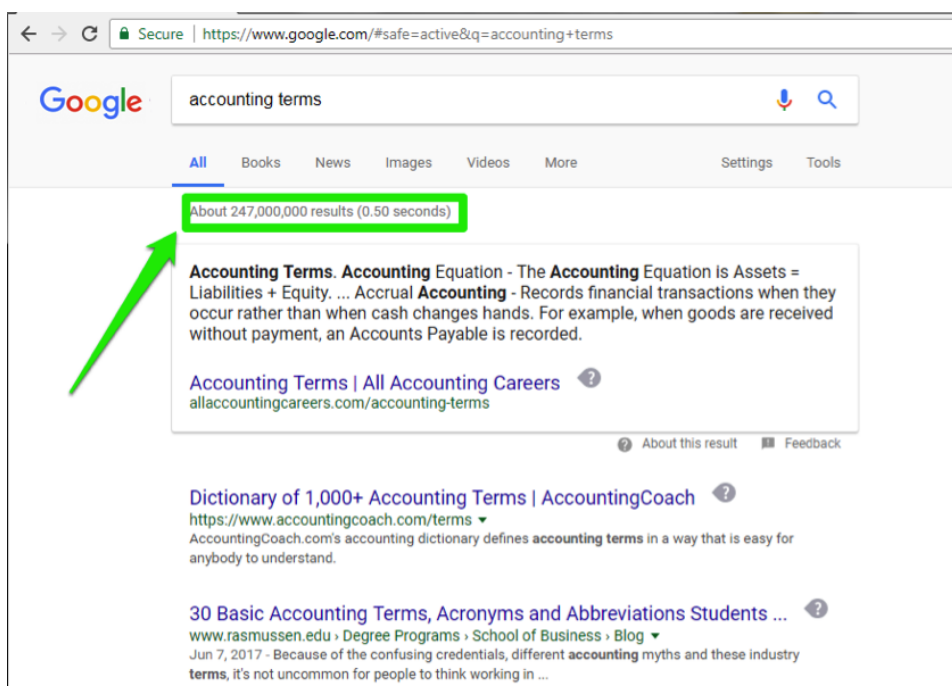 Secure | https://www.google.com/#safe=active&q=accounting+terms
Google
accounting terms
All Books News Images Videos More Settings Tools
About 247,000,000 results (0.50 seconds)
Accounting Terms. Accounting Equation - The Accounting Equation is Assets =
Liabilities + Equity. ... Accrual Accounting - Records financial transactions when they
occur rather than when cash changes hands. For example, when goods are received
without payment, an Accounts Payable is recorded.
Accounting Terms | All Accounting Careers ?
allaccountingcareers.com/accounting-terms
? About this result Feedback
Dictionary of 1,000+ Accounting Terms | AccountingCoach ?
https://www.accountingcoach.com/terms ▼
AccountingCoach.com's accounting dictionary defines accounting terms in a way that is easy for
anybody to understand.
30 Basic Accounting Terms, Acronyms and Abbreviations Students ... ?
www.rasmussen.edu › Degree Programs › School of Business › Blog ▼
Jun 7, 2017 - Because of the confusing credentials, different accounting myths and these industry
terms, it's not uncommon for people to think working in ...